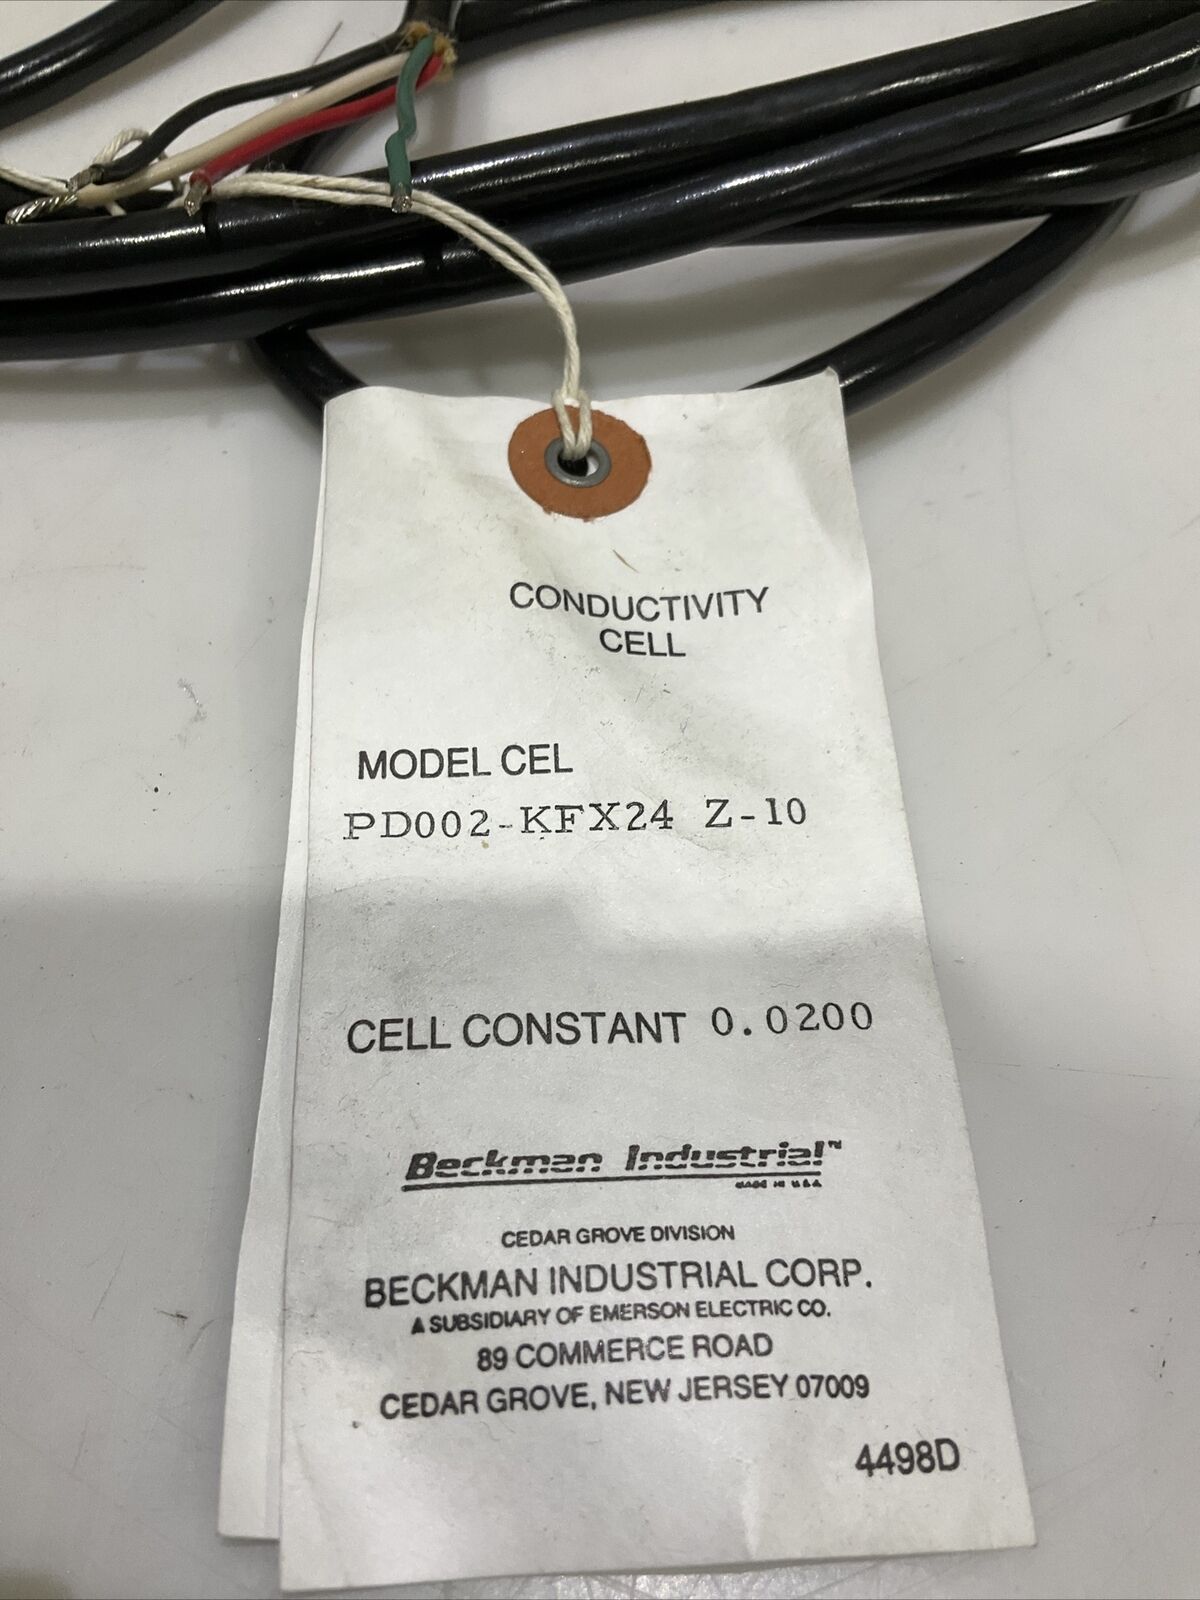 CONDUCTIVITY
CELL
MODEL CEL
PD002-KFX24 Z-10
CELL CONSTANT 0.0200
Beckman Industrial™
MADE IN U.S.A.
CEDAR GROVE DIVISION
BECKMAN INDUSTRIAL CORP.
A SUBSIDIARY OF EMERSON ELECTRIC CO.
89 COMMERCE ROAD
CEDAR GROVE, NEW JERSEY 07009
4498D